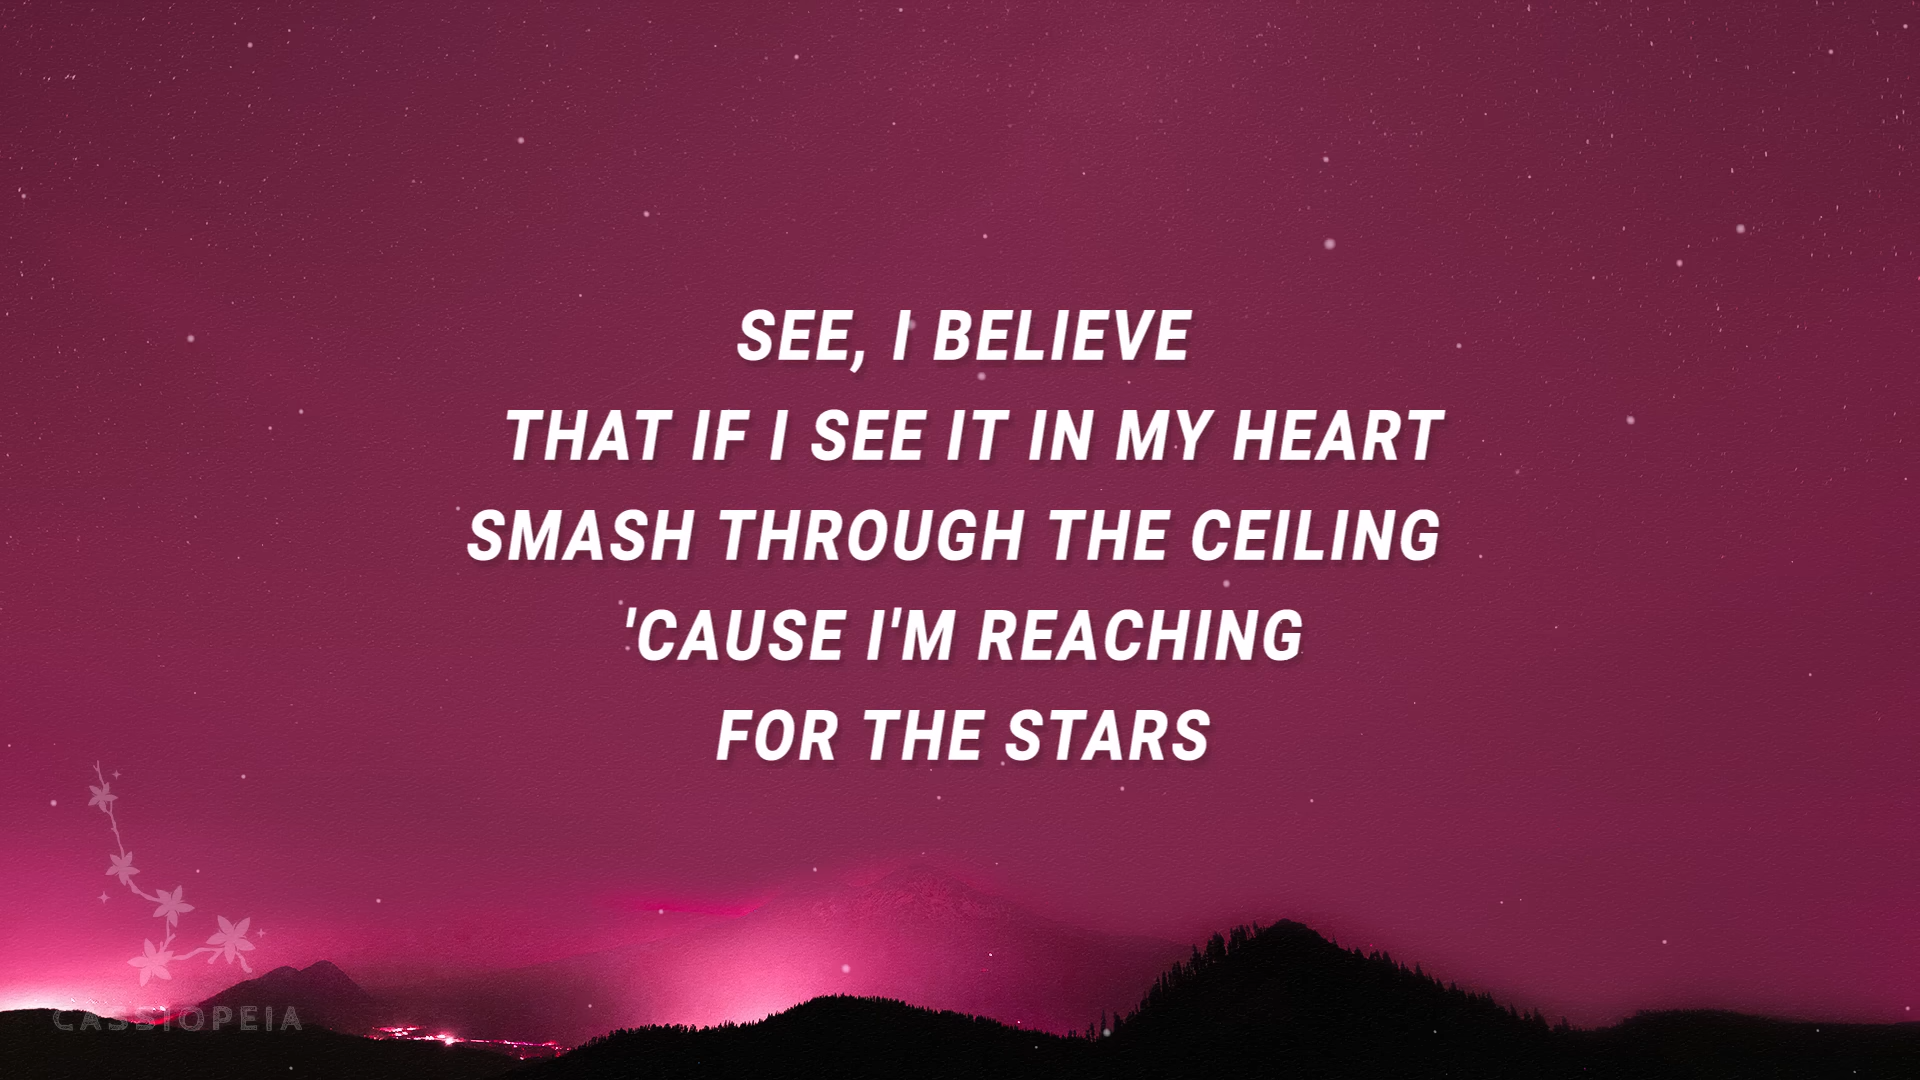 SEE, I BELIEVE
THAT IF I SEE IT IN MY HEART
SMASH THROUGH THE CEILING
'CAUSE I'M REACHING
FOR THE STARS
CASSIOPEIA